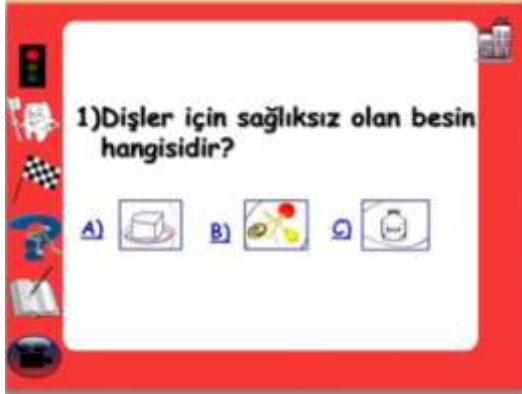 1)Dişler için sağlıksız olan besin
hangisidir?
A) B) C)